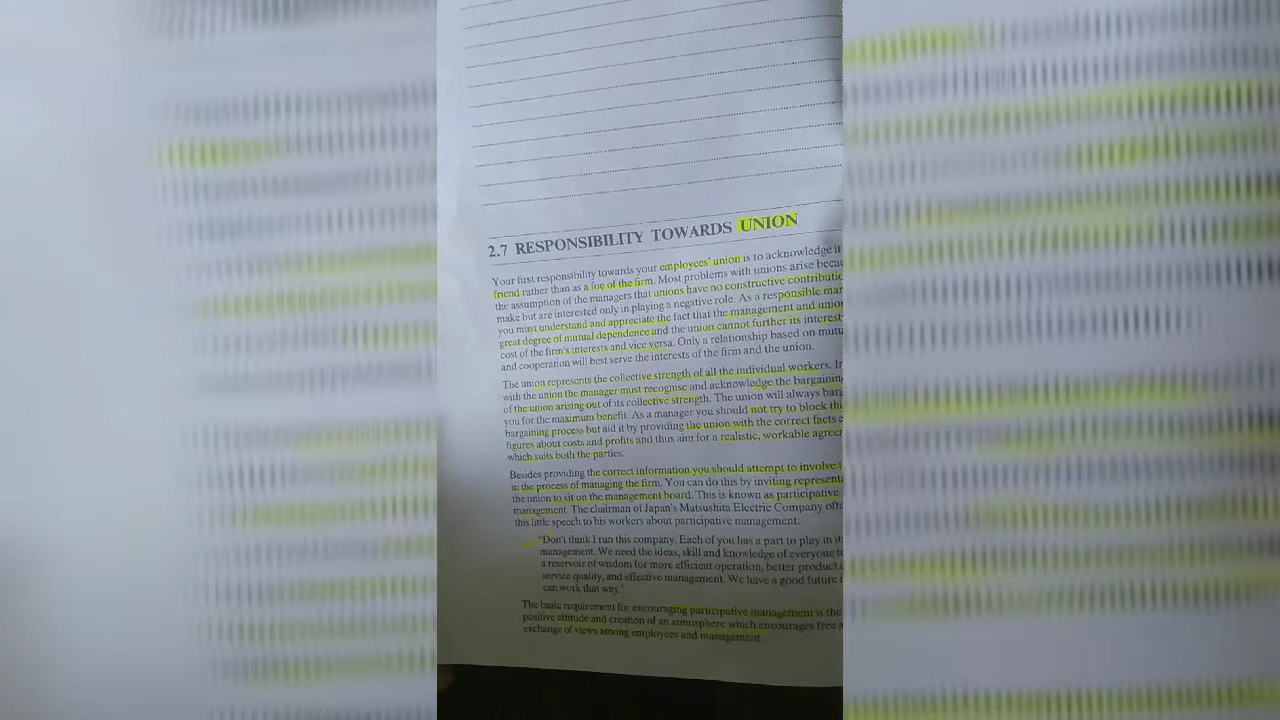 2.7 RESPONSIBILITY TOWARDS UNION
Your first responsibility towards your employees' union is to acknowledge it
friend rather than as a foe of the firm. Most problems with unions arise
the assumption of the managers that unions have no constructive
make but are interested only in playing a negative role. As a responsible
you must understand and appreciate the fact that the management and
great degree of mutual dependence and the union cannot further its
cost of the firm's interests and vice versa. Only a relationship based on
and cooperation will best serve the interests of the firm and the union.
The union represents the collective strength of all the individual workers.
with the union the manager must recognise and acknowledge the bargaining
of the union arising out of its collective strength. The union will always
you for the maximum benefit. As a manager you should not try to block
bargaining process but aid it by providing the union with the correct facts
figures about costs and profits and thus aim for a realistic, workable
which suits both the parties.
Besides providing the correct information you should attempt to involve
in the process of managing the firm. You can do this by inviting
the union to sit on the management board. This is known as participative
management. The chairman of Japan's Matsushita Electric Company
this little speech to his workers about participative management:
"Don't think I run this company. Each of you has a part to play in
management. We need the ideas, skill and knowledge of everyone
a reservoir of wisdom for more efficient operation, better product
service quality, and effective management. We have a good future
can work that way."
The basic requirement for encouraging participative management is the
positive attitude and creation of an atmosphere which encourages free
exchange of views among employees and management.